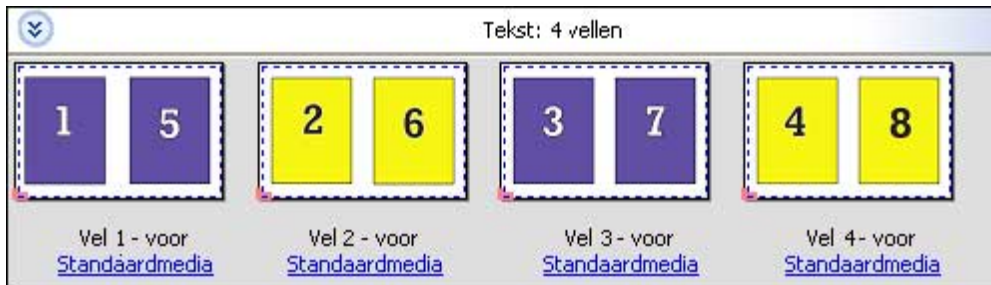 Tekst: 4 vellen
1 5 2 6 3 7 4 8
Vel 1 - voor Vel 2 - voor Vel 3 - voor Vel 4- voor
Standaardmedia Standaardmedia Standaardmedia Standaardmedia